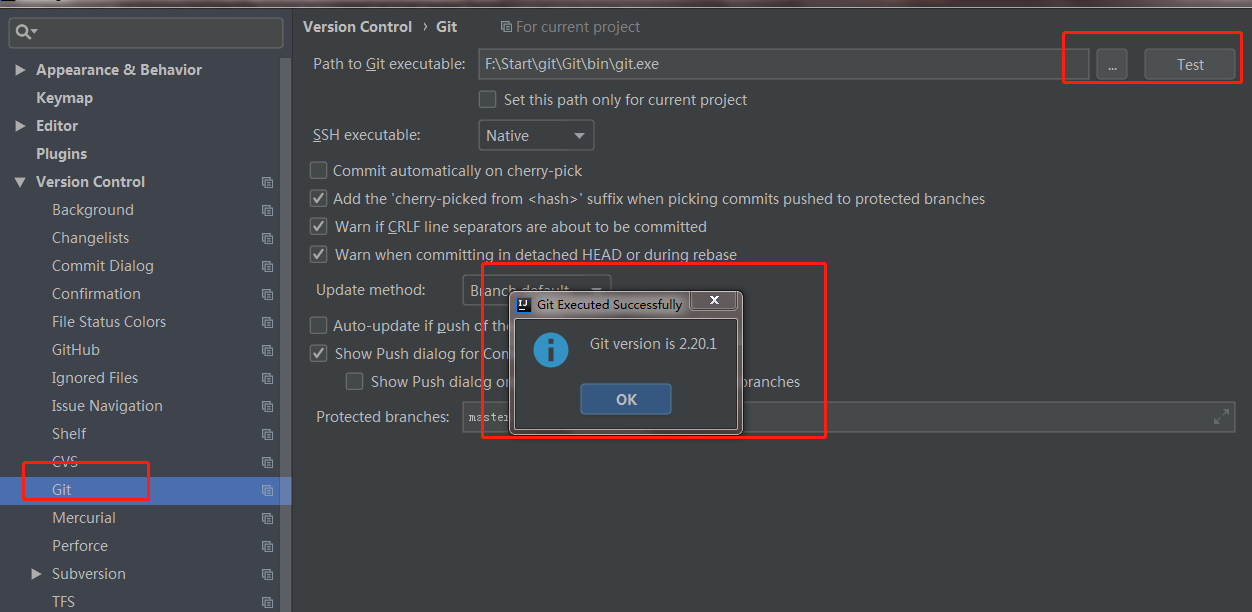 Version Control › Git For current project
Appearance & Behavior
Keymap
Editor
Plugins
Version Control
Background
Changelists
Commit Dialog
Confirmation
File Status Colors
GitHub
Ignored Files
Issue Navigation
Shelf
CVS
Git
Mercurial
Perforce
Subversion
TFS
Path to Git executable: F:\Start\git\Git\bin\git.exe ... Test
Set this path only for current project
SSH executable: Native
Commit automatically on cherry-pick
Add the 'cherry-picked from <hash>' suffix when picking commits pushed to protected branches
Warn if CRLF line separators are about to be committed
Warn when committing in detached HEAD or during rebase
Update method: Branch default
Auto-update if push of the
Show Push dialog for Com
Show Push dialog on branches
Protected branches: master
Git Executed Successfully x
Git version is 2.20.1
OK